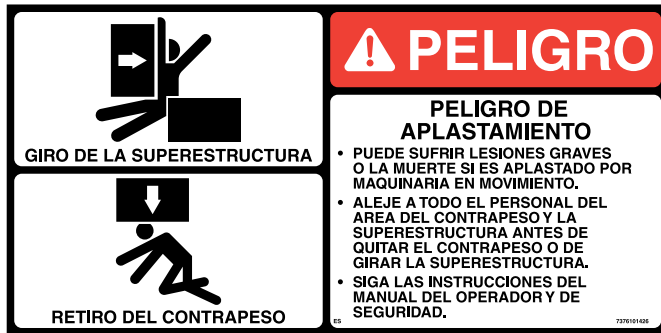 GIRO DE LA SUPERESTRUCTURA
RETIRO DEL CONTRAPESO
PELIGRO
PELIGRO DE
APLASTAMIENTO
• PUEDE SUFRIR LESIONES GRAVES
O LA MUERTE SI ES APLASTADO POR
MAQUINARIA EN MOVIMIENTO.
• ALEJE A TODO EL PERSONAL DEL
AREA DEL CONTRAPESO Y LA
SUPERESTRUCTURA ANTES DE
QUITAR EL CONTRAPESO O DE
GIRAR LA SUPERESTRUCTURA.
• SIGA LAS INSTRUCCIONES DEL
MANUAL DEL OPERADOR Y DE
SEGURIDAD.
ES 7376101426